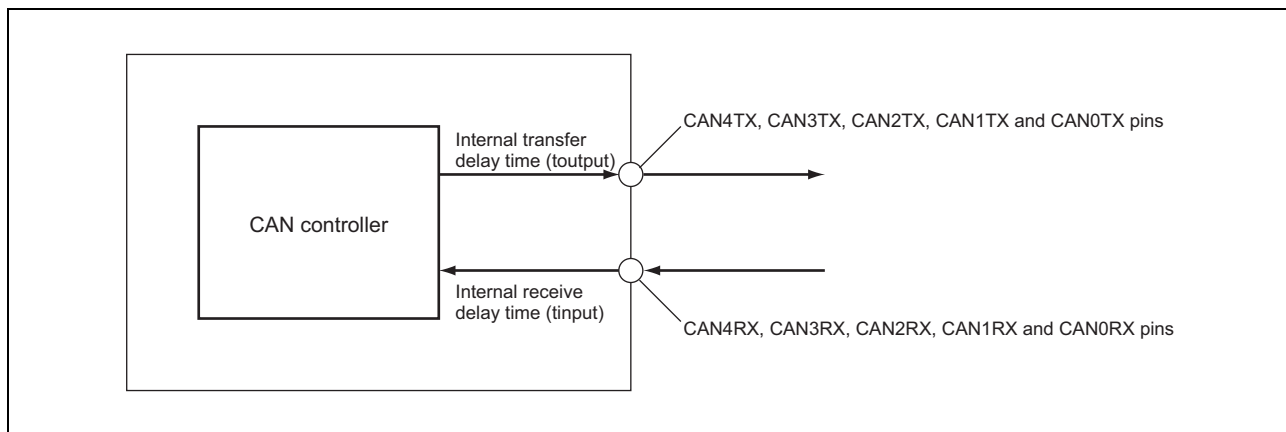 CAN4TX, CAN3TX, CAN2TX, CAN1TX and CAN0TX pins
Internal transfer
delay time (toutput)
CAN controller
Internal receive
delay time (tinput)
CAN4RX, CAN3RX, CAN2RX, CAN1RX and CAN0RX pins